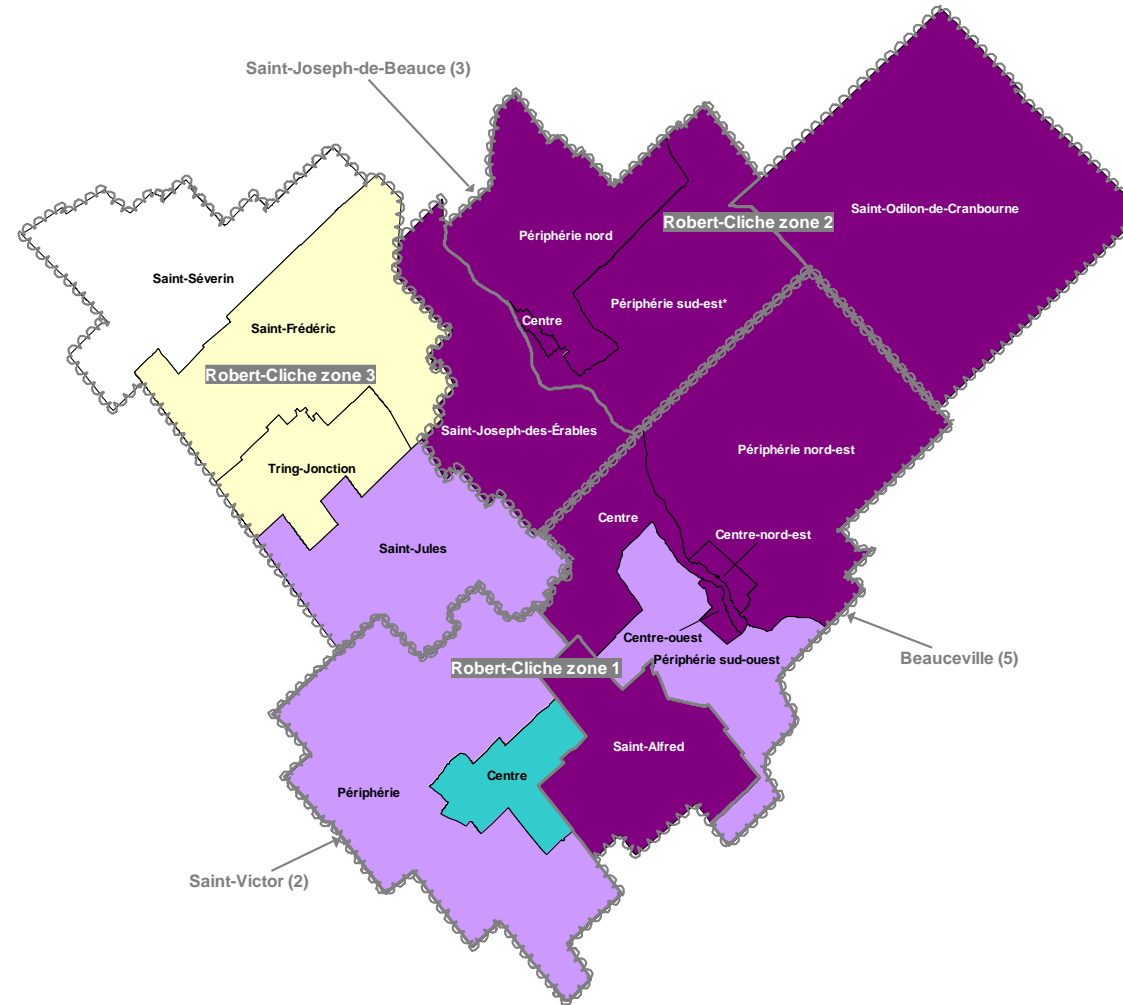 Saint-Joseph-de-Beauce (3)
Saint-Odilon-de-Cranbourne
Robert-Cliche zone 2
Périphérie nord
Saint-Séverin
Périphérie sud-est*
Centre
Saint-Frédéric
Robert-Cliche zone 3
Saint-Joseph-des-Érables
Périphérie nord-est
Tring-Jonction
Centre
Centre-nord-est
Saint-Jules
Centre-ouest
Périphérie sud-ouest
Beauceville (5)
Robert-Cliche zone 1
Saint-Alfred
Centre
Périphérie
Saint-Victor (2)